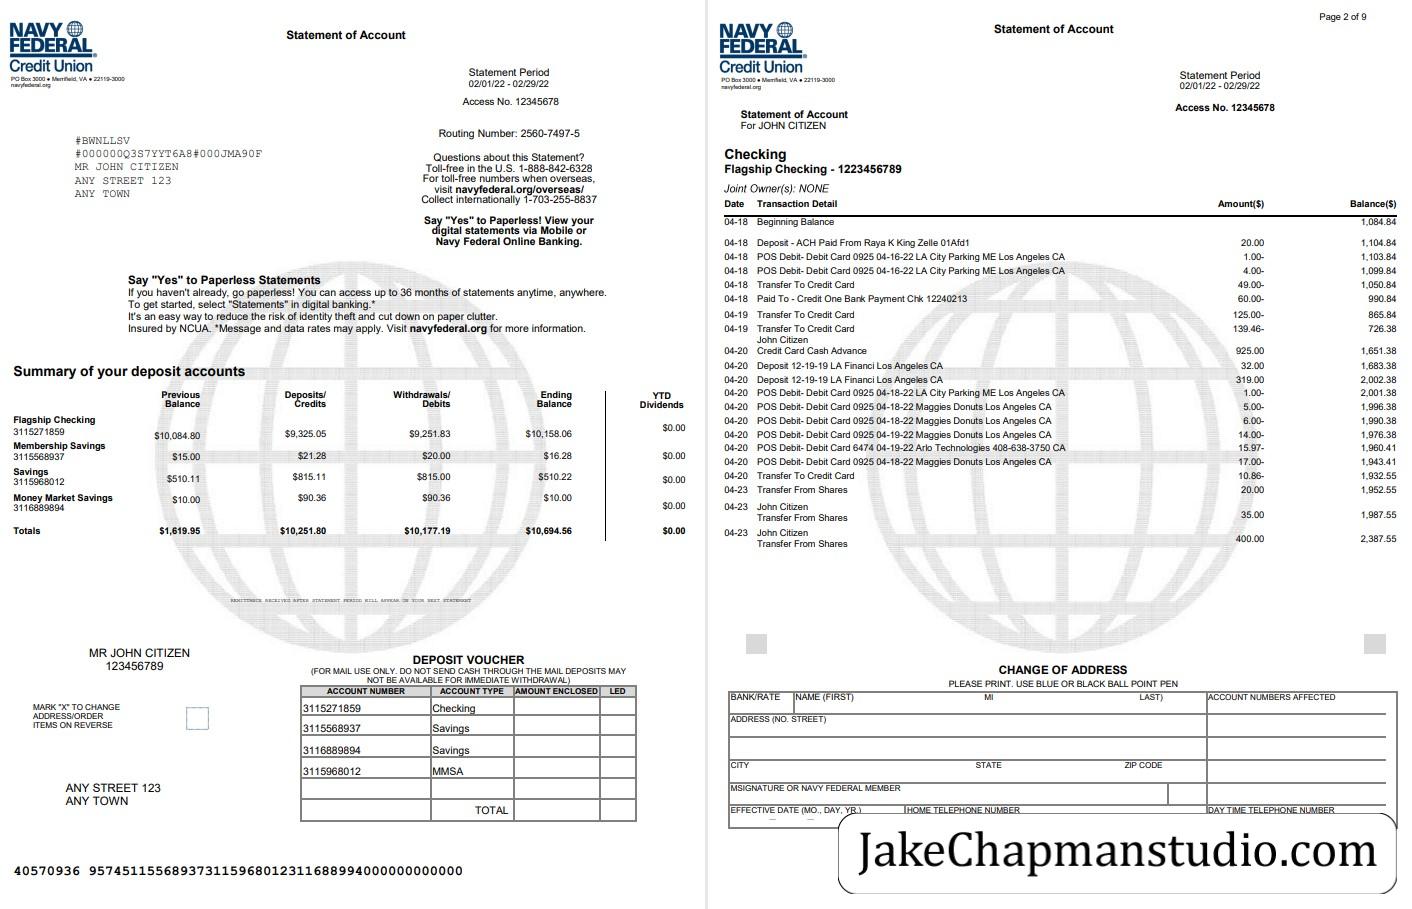 NAVY
FEDERAL
Credit Union
PO Box 3000 ● Merrifield, VA ● 22119-3000
navyfederal.org
Statement of Account
Statement Period
02/01/22 - 02/29/22
Access No. 12345678
Routing Number: 2560-7497-5
Questions about this Statement?
Toll-free in the U.S. 1-888-842-6328
For toll-free numbers when overseas,
visit navyfederal.org/overseas/
Collect internationally 1-703-255-8837
Say "Yes" to Paperless! View your
digital statements via Mobile or
Navy Federal Online Banking.
#BWNLLSV
#000000Q3S7YYT6A8#000JMA90F
MR JOHN CITIZEN
ANY STREET 123
ANY TOWN
Say "Yes" to Paperless Statements
If you haven't already, go paperless! You can access up to 36 months of statements anytime, anywhere.
To get started, select "Statements" in digital banking.*
It's an easy way to reduce the risk of identity theft and cut down on paper clutter.
Insured by NCUA. *Message and data rates may apply. Visit navyfederal.org for more information.
Summary of your deposit accounts
Previous Balance Deposits/ Credits Withdrawals/ Debits Ending Balance YTD Dividends
Flagship Checking
3115271859 $10,084.80 $9,325.05 $9,251.83 $10,158.06 $0.00
Membership Savings
3115568937 $15.00 $21.28 $20.00 $16.28 $0.00
Savings
3115968012 $510.11 $815.11 $815.00 $510.22 $0.00
Money Market Savings
3116889894 $10.00 $90.36 $90.36 $10.00 $0.00
Totals $1,619.95 $10,251.80 $10,177.19 $10,694.56 $0.00
REMITTANCE RECEIVED AFTER STATEMENT PERIOD WILL APPEAR ON YOUR NEXT STATEMENT
MR JOHN CITIZEN
123456789
MARK "X" TO CHANGE
ADDRESS/ORDER
ITEMS ON REVERSE
ANY STREET 123
ANY TOWN
DEPOSIT VOUCHER
(FOR MAIL USE ONLY. DO NOT SEND CASH THROUGH THE MAIL DEPOSITS MAY
NOT BE AVAILABLE FOR IMMEDIATE WITHDRAWAL)
ACCOUNT NUMBER ACCOUNT TYPE AMOUNT ENCLOSED LED
3115271859 Checking
3115568937 Savings
3116889894 Savings
3115968012 MMSA
TOTAL
40570936 9574511556893731159680123116889940000000000000
Page 2 of 9
NAVY
FEDERAL
Credit Union
PO Box 3000 ● Merrifield, VA ● 22119-3000
navyfederal.org
Statement of Account
Statement Period
02/01/22 - 02/29/22
Access No. 12345678
Statement of Account
For JOHN CITIZEN
Checking
Flagship Checking - 1223456789
Joint Owner(s): NONE
Date Transaction Detail Amount($) Balance($)
04-18 Beginning Balance 1,084.84
04-18 Deposit - ACH Paid From Raya K King Zelle 01Afd1 20.00 1,104.84
04-18 POS Debit- Debit Card 0925 04-16-22 LA City Parking ME Los Angeles CA 1.00- 1,103.84
04-18 POS Debit- Debit Card 0925 04-16-22 LA City Parking ME Los Angeles CA 4.00- 1,099.84
04-18 Transfer To Credit Card 49.00- 1,050.84
04-18 Paid To - Credit One Bank Payment Chk 12240213 60.00- 990.84
04-19 Transfer To Credit Card 125.00- 865.84
04-19 Transfer To Credit Card 139.46- 726.38
John Citizen
04-20 Credit Card Cash Advance 925.00 1,651.38
04-20 Deposit 12-19-19 LA Financi Los Angeles CA 32.00 1,683.38
04-20 Deposit 12-19-19 LA Financi Los Angeles CA 319.00 2,002.38
04-20 POS Debit- Debit Card 0925 04-18-22 LA City Parking ME Los Angeles CA 1.00- 2,001.38
04-20 POS Debit- Debit Card 0925 04-18-22 Maggies Donuts Los Angeles CA 5.00- 1,996.38
04-20 POS Debit- Debit Card 0925 04-18-22 Maggies Donuts Los Angeles CA 6.00- 1,990.38
04-20 POS Debit- Debit Card 0925 04-18-22 Maggies Donuts Los Angeles CA 14.00- 1,976.38
04-20 POS Debit- Debit Card 6474 04-19-22 Arlo Technologies 408-638-3750 CA 15.97- 1,960.41
04-20 POS Debit- Debit Card 0925 04-18-22 Maggies Donuts Los Angeles CA 17.00- 1,943.41
04-20 Transfer To Credit Card 10.86- 1,932.55
04-23 Transfer From Shares 20.00 1,952.55
04-23 John Citizen
Transfer From Shares 35.00 1,987.55
04-23 John Citizen
Transfer From Shares 400.00 2,387.55
CHANGE OF ADDRESS
PLEASE PRINT. USE BLUE OR BLACK BALL POINT PEN
BANK/RATE NAME (FIRST) MI LAST) ACCOUNT NUMBERS AFFECTED
ADDRESS (NO. STREET)
CITY STATE ZIP CODE
MSIGNATURE OR NAVY FEDERAL MEMBER
EFFECTIVE DATE (MO., DAY, YR.) HOME TELEPHONE NUMBER DAY TIME TELEPHONE NUMBER
JakeChapmanstudio.com